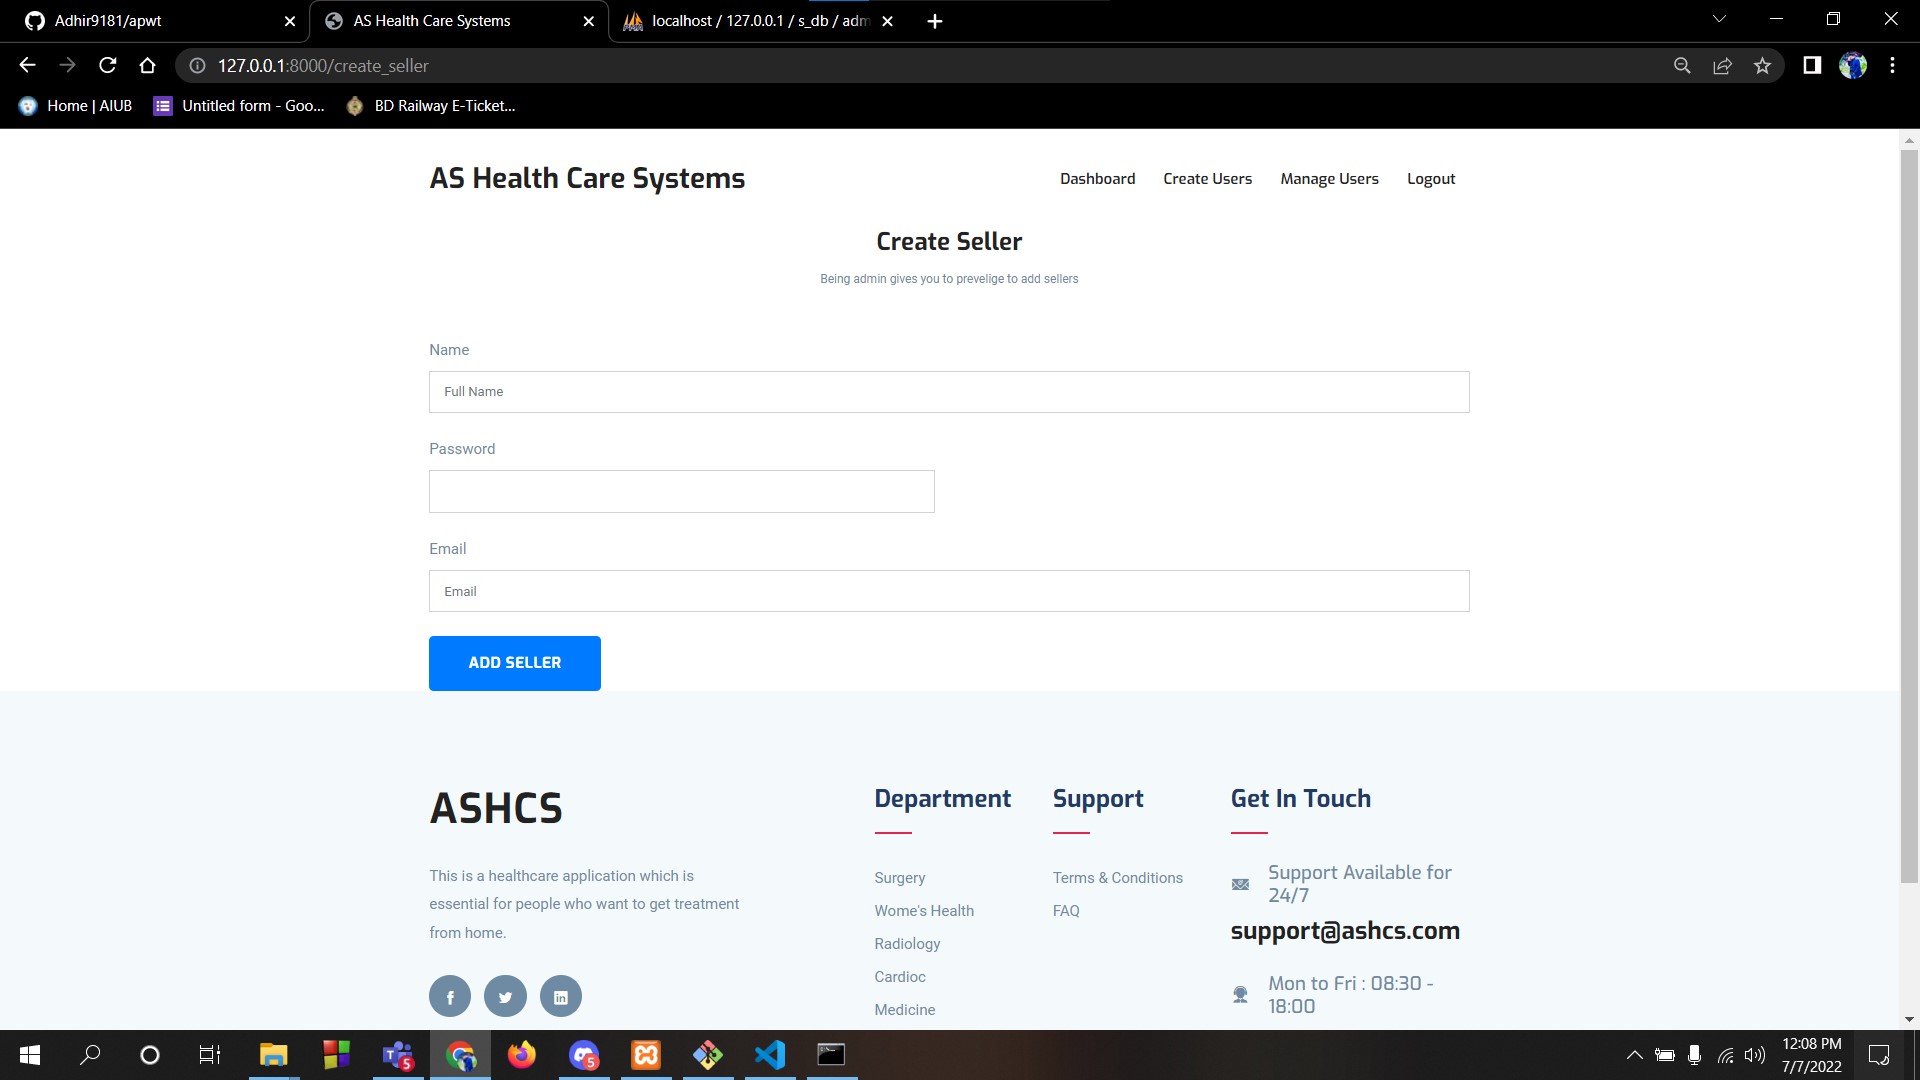 Adhir9181/apwt
AS Health Care Systems
localhost / 127.0.0.1 / s_db / adm
127.0.0.1:8000/create_seller
Home | AIUB
Untitled form - Goo...
BD Railway E-Ticket...
AS Health Care Systems
Dashboard
Create Users
Manage Users
Logout
Create Seller
Being admin gives you to prevelige to add sellers
Name
Full Name
Password
Email
Email
ADD SELLER
ASHCS
This is a healthcare application which is
essential for people who want to get treatment
from home.
Department
Surgery
Wome's Health
Radiology
Cardioc
Medicine
Support
Terms & Conditions
FAQ
Get In Touch
Support Available for
24/7
support@ashcs.com
Mon to Fri : 08:30 -
18:00
5
5
12:08 PM
7/7/2022